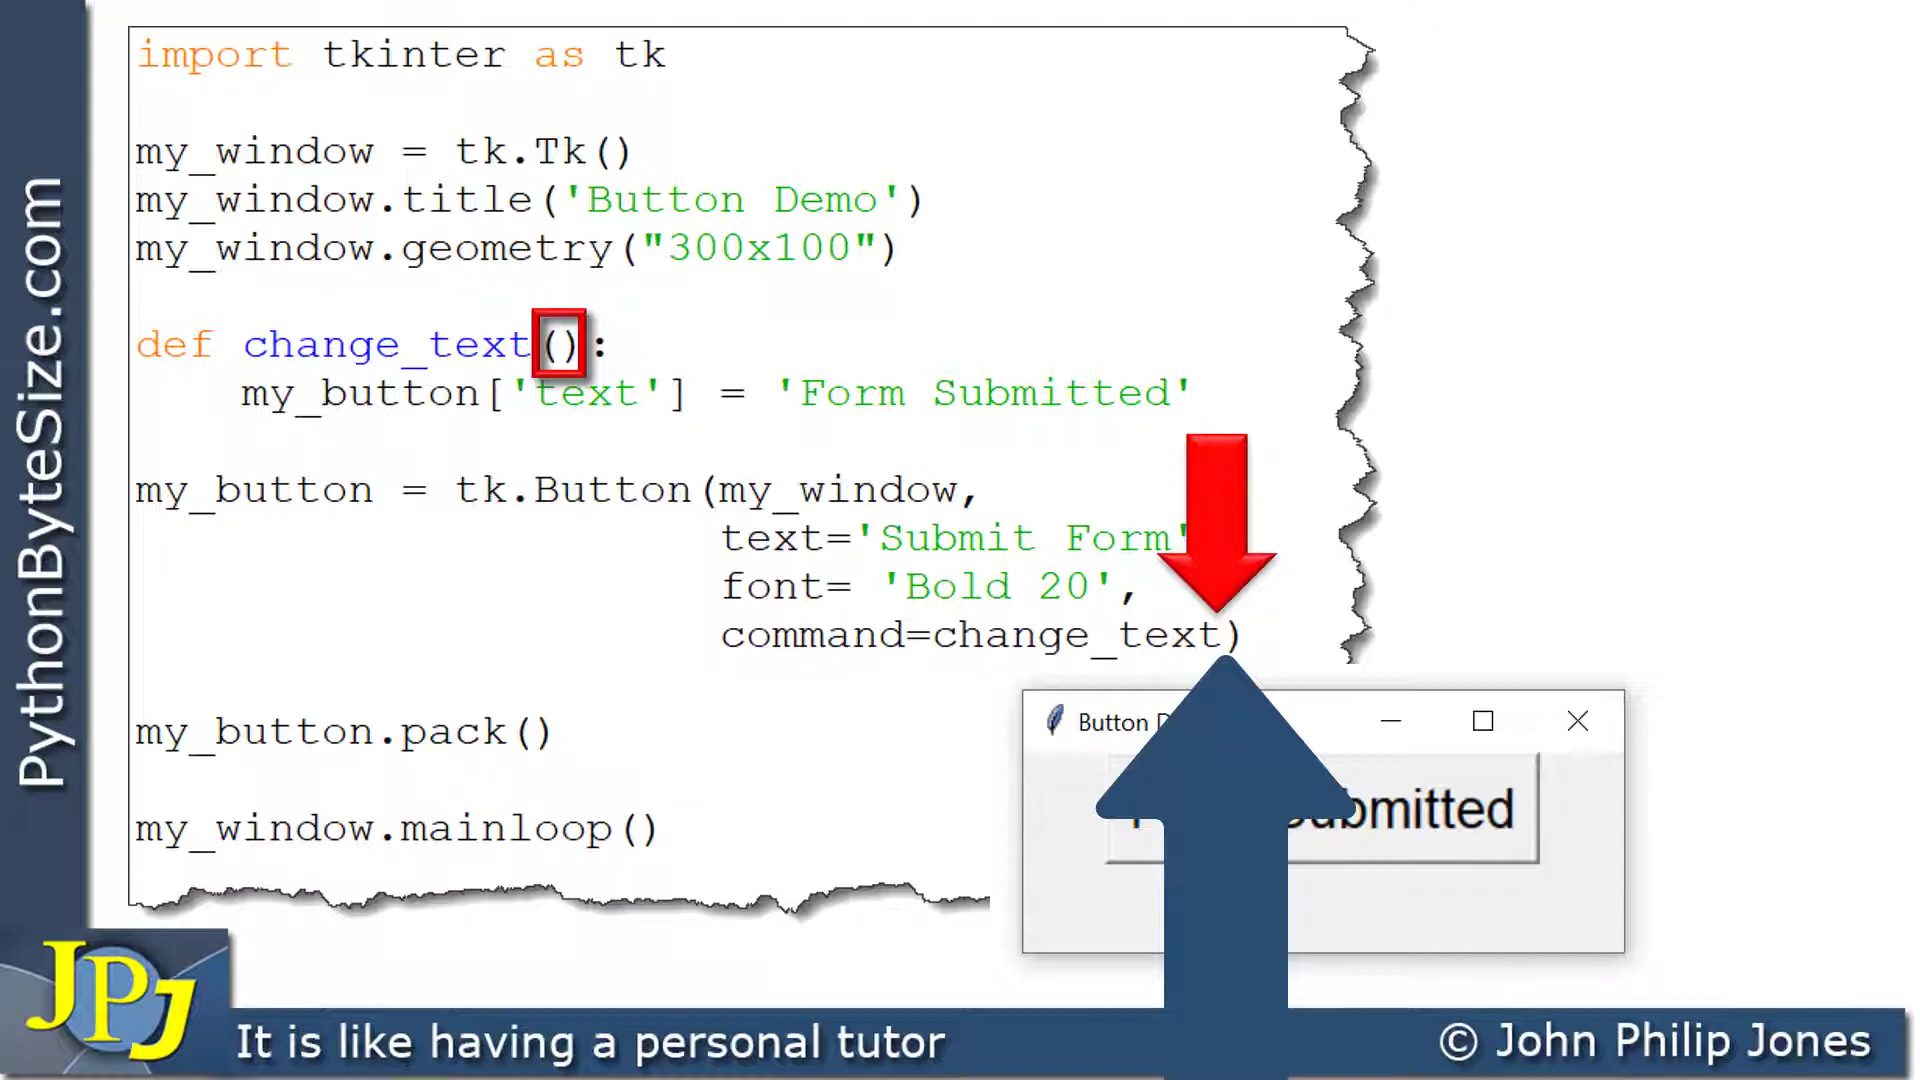 PythonByteSize.com
import tkinter as tk
my_window = tk.Tk()
my_window.title('Button Demo')
my_window.geometry("300x100")
def change_text():
my_button['text'] = 'Form Submitted'
my_button = tk.Button(my_window,
text='Submit Form'
font= 'Bold 20',
command=change_text)
my_button.pack()
my_window.mainloop()
Button
bmitted
JPJ
It is like having a personal tutor
© John Philip Jones